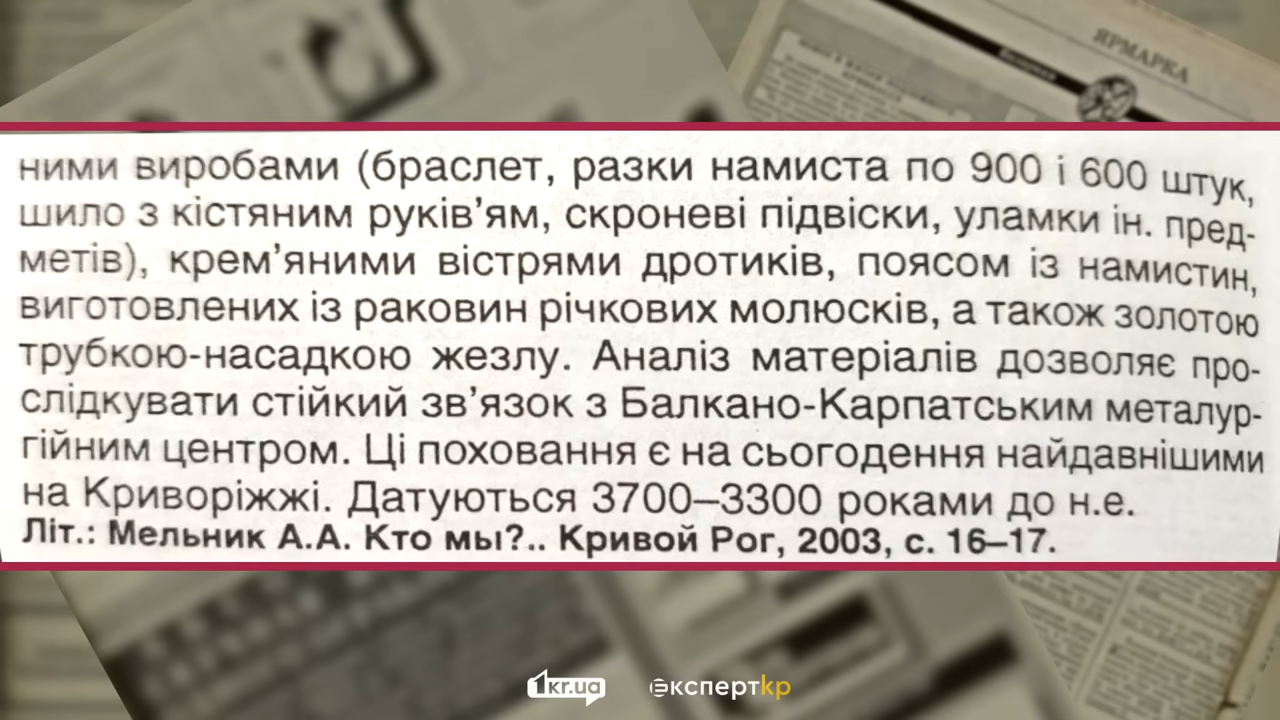 ЯРМАРКА
ними виробами (браслет, разки намиста по 900 і 600 штук,
шило з кістяним руків’ям, скроневі підвіски, уламки ін. пред-
метів), крем’яними вістрями дротиків, поясом із намистин,
виготовлених із раковин річкових молюсків, а також золотою
трубкою-насадкою жезлу. Аналіз матеріалів дозволяє про-
слідкувати стійкий зв’язок з Балкано-Карпатським металур-
гійним центром. Ці поховання є на сьогодення найдавнішими
на Криворіжжі. Датуються 3700–3300 роками до н.е.
Літ.: Мельник А.А. Кто мы?.. Кривой Рог, 2003, с. 16–17.
1kr.ua експертkp